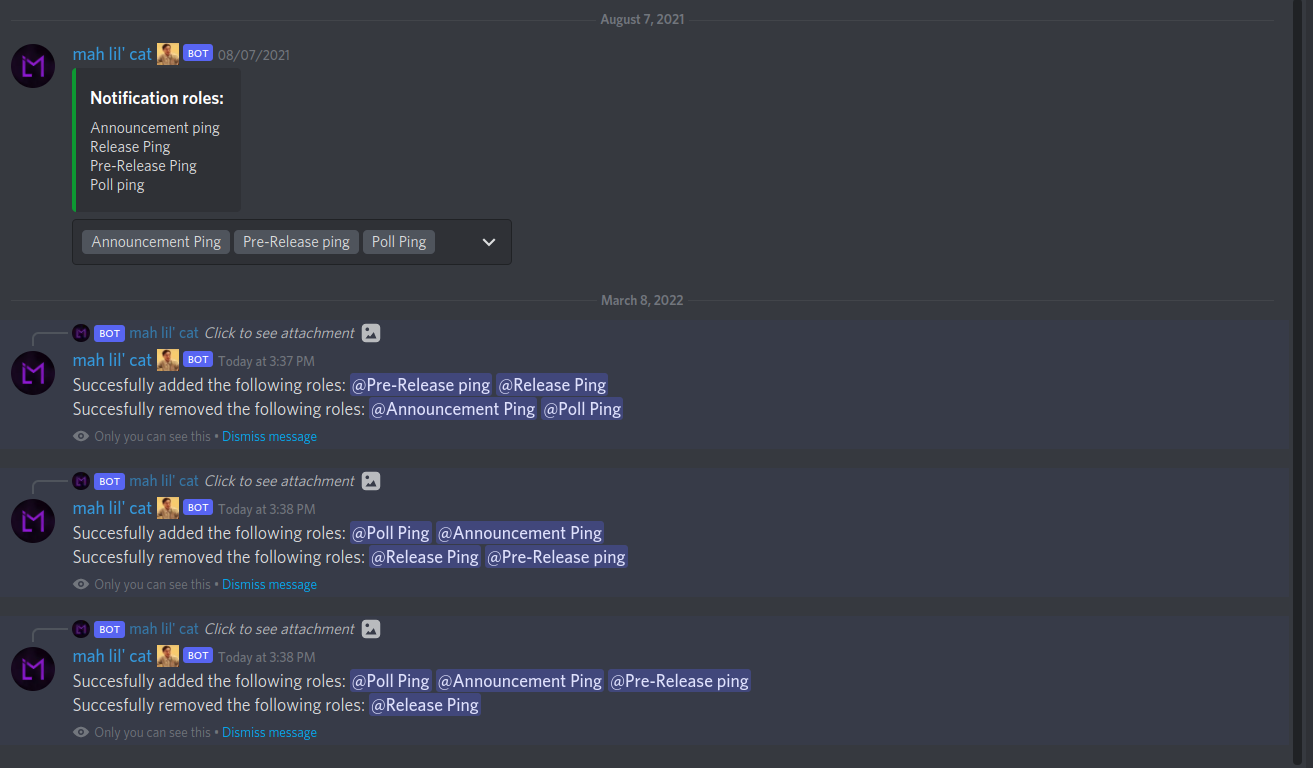 August 7, 2021
mah lil' cat BOT 08/07/2021
Notification roles:
Announcement ping
Release Ping
Pre-Release Ping
Poll ping
Announcement Ping Pre-Release ping Poll Ping
March 8, 2022
BOT mah lil' cat Click to see attachment
mah lil' cat BOT Today at 3:37 PM
Succesfully added the following roles: @Pre-Release ping @Release Ping
Succesfully removed the following roles: @Announcement Ping @Poll Ping
Only you can see this • Dismiss message
BOT mah lil' cat Click to see attachment
mah lil' cat BOT Today at 3:38 PM
Succesfully added the following roles: @Poll Ping @Announcement Ping
Succesfully removed the following roles: @Release Ping @Pre-Release ping
Only you can see this • Dismiss message
BOT mah lil' cat Click to see attachment
mah lil' cat BOT Today at 3:38 PM
Succesfully added the following roles: @Poll Ping @Announcement Ping @Pre-Release ping
Succesfully removed the following roles: @Release Ping
Only you can see this • Dismiss message